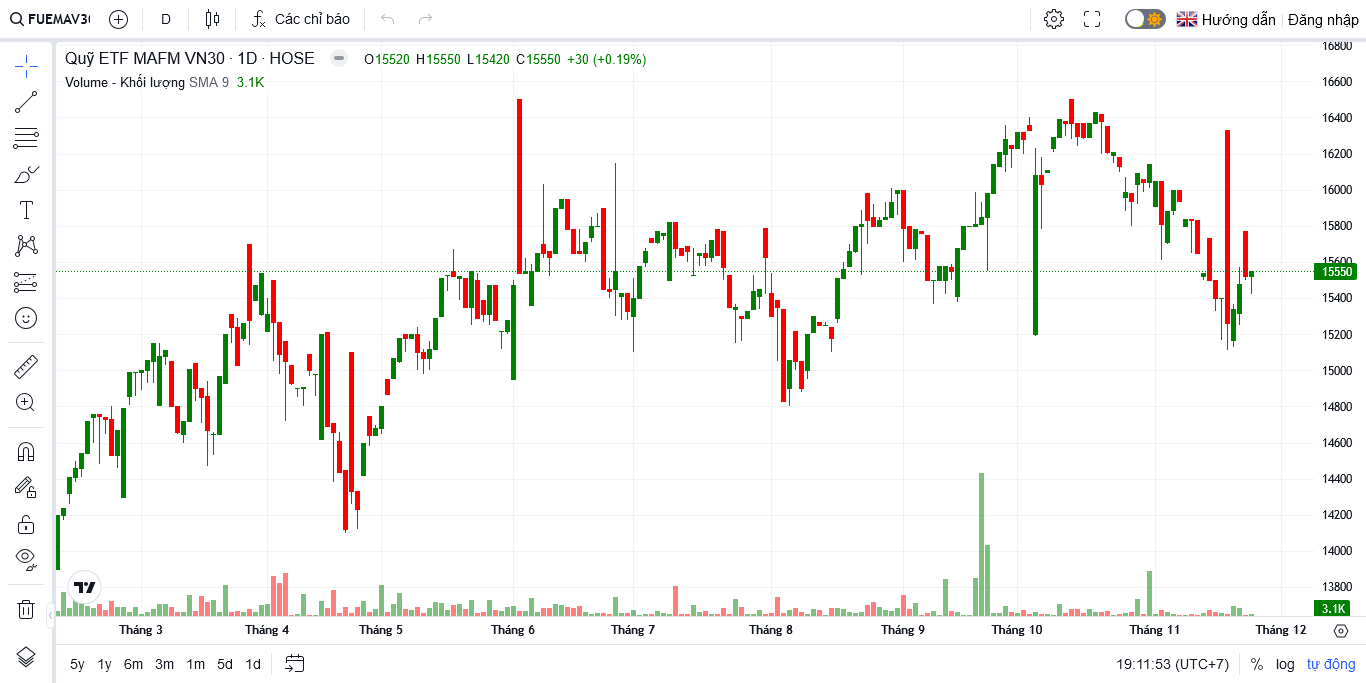 FUEMAV30
D
Các chỉ báo
Hướng dẫn
Đăng nhập
Quỹ ETF MAFM VN30 · 1D · HOSE
O15520 H15550 L15420 C15550 +30 (+0.19%)
Volume - Khối lượng SMA 9 3.1K
16800
16600
16400
16200
16000
15800
15600
15550
15400
15200
15000
14800
14600
14400
14200
14000
13800
3.1K
Tháng 3 Tháng 4 Tháng 5 Tháng 6 Tháng 7 Tháng 8 Tháng 9 Tháng 10 Tháng 11 Tháng 12
5y 1y 6m 3m 1m 5d 1d
19:11:53 (UTC+7) % log tự động